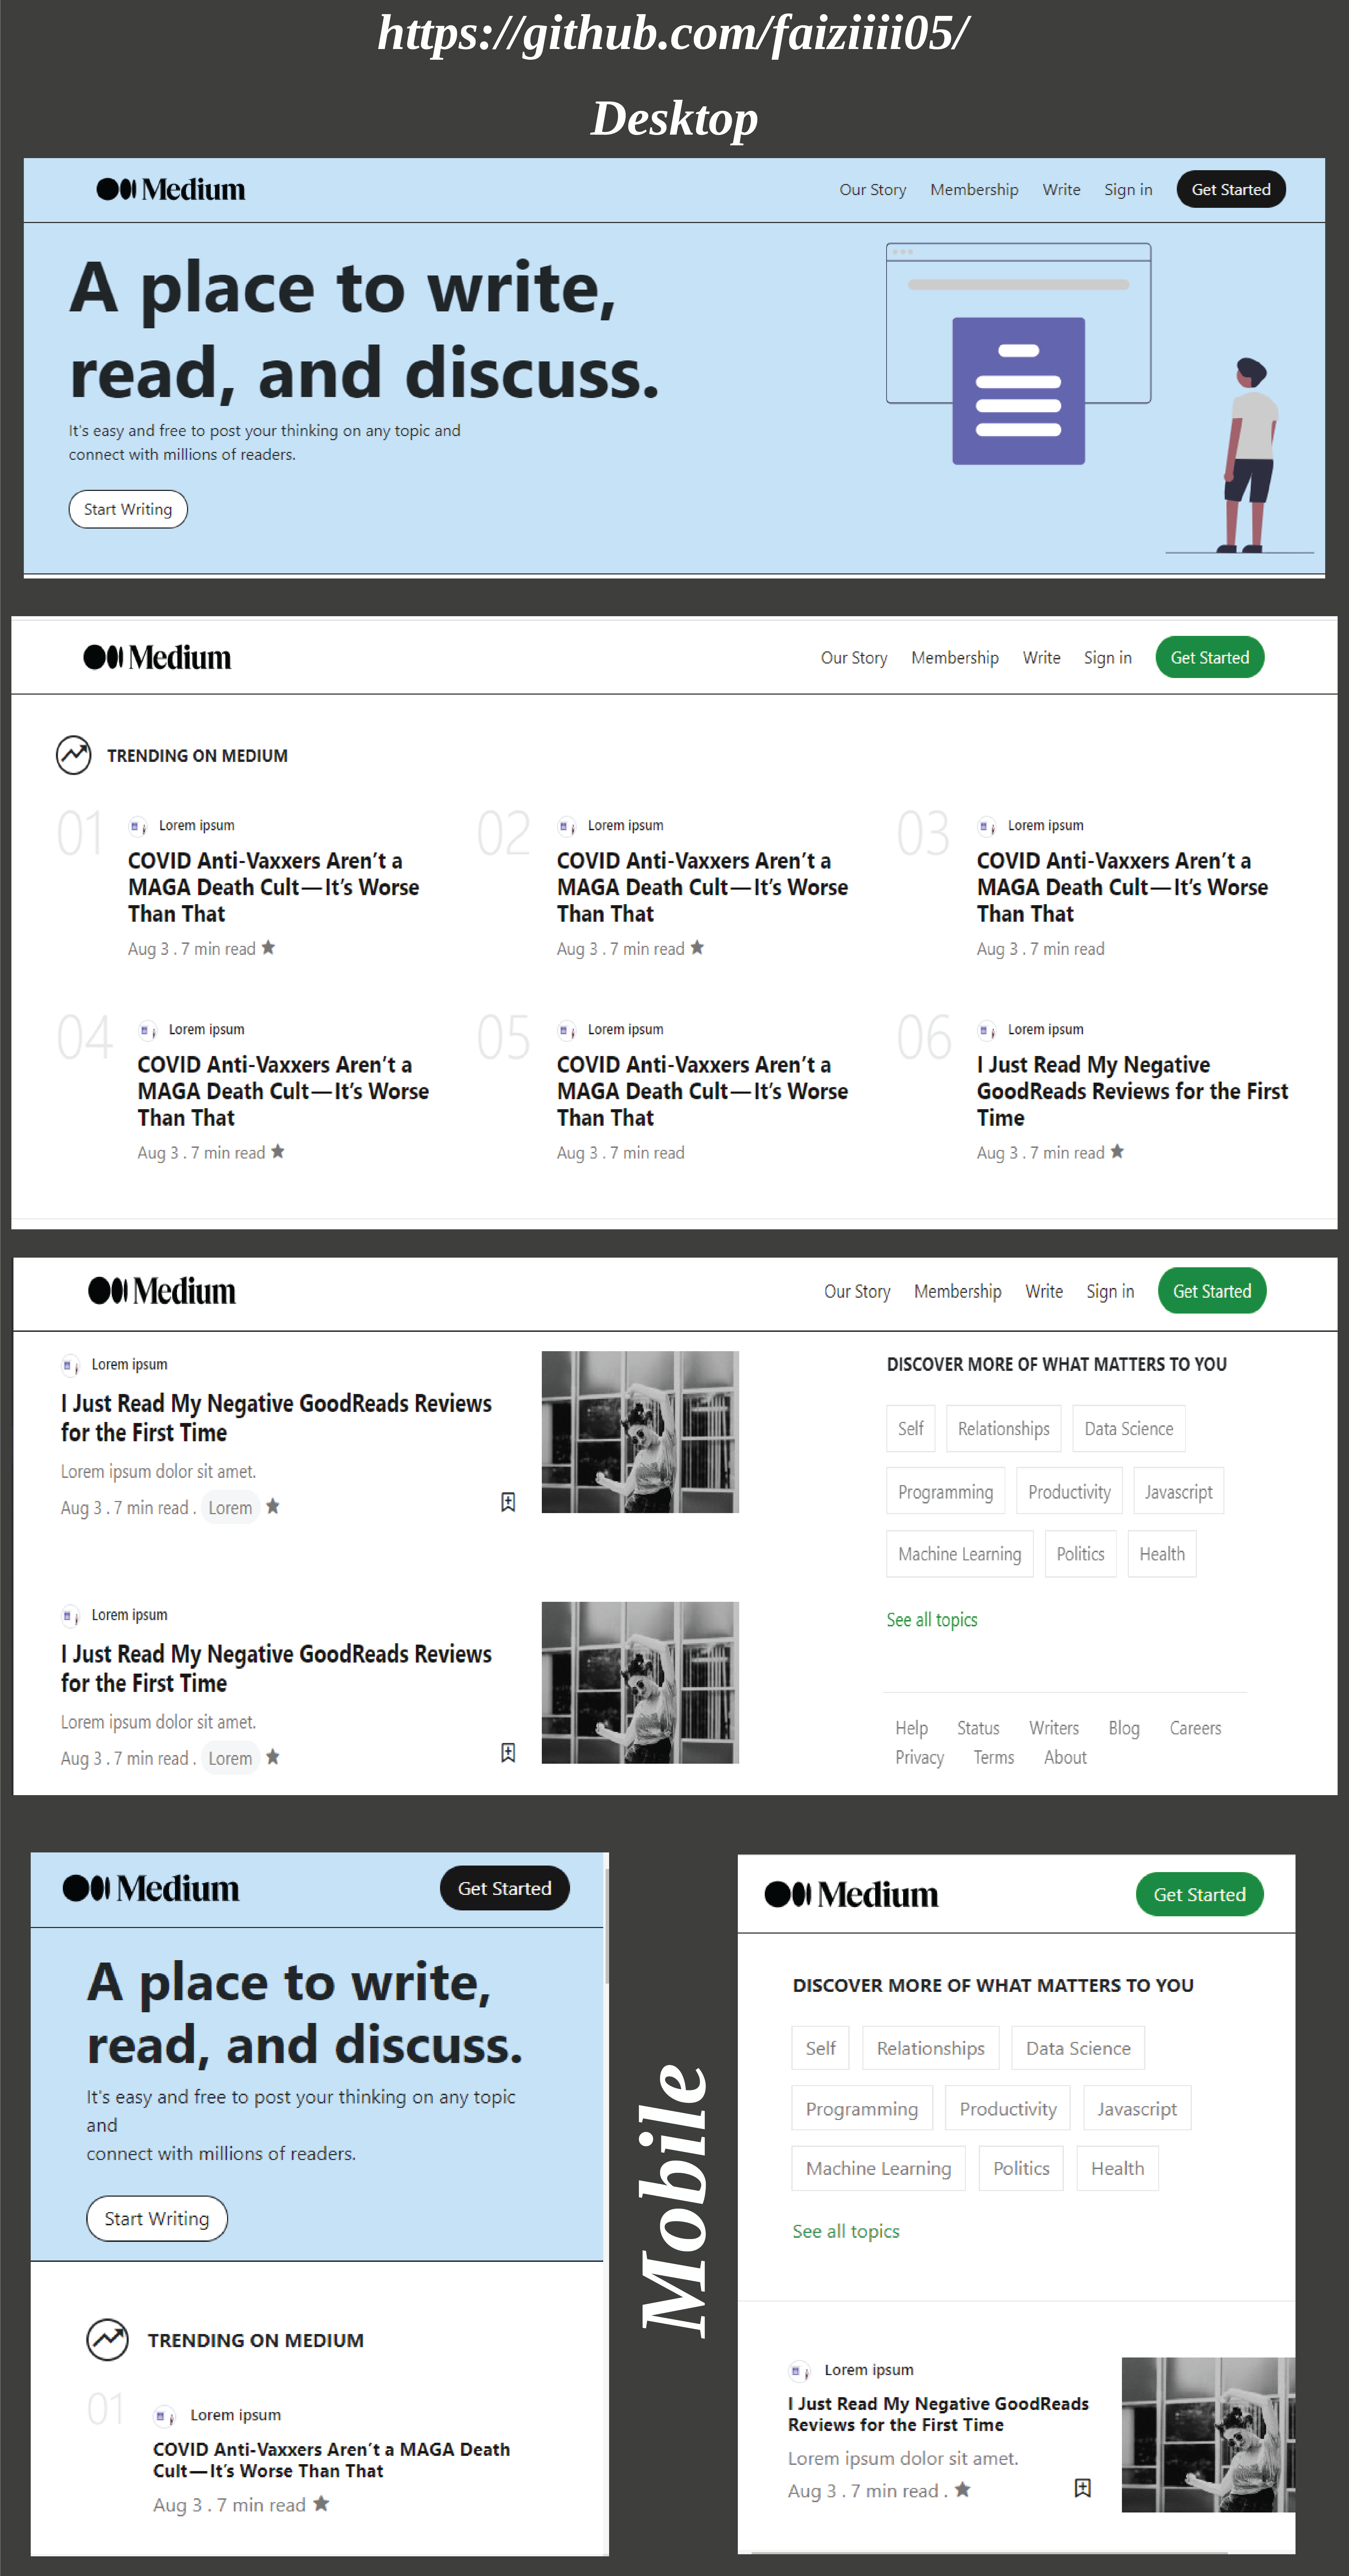 https://github.com/faiziiii05/
Desktop
Medium
Our Story Membership Write Sign in Get Started
A place to write,
read, and discuss.
It's easy and free to post your thinking on any topic and
connect with millions of readers.
Start Writing
Medium
Our Story Membership Write Sign in Get Started
TRENDING ON MEDIUM
01
Lorem ipsum
COVID Anti-Vaxxers Aren’t a
MAGA Death Cult—It’s Worse
Than That
Aug 3 . 7 min read ★
02
Lorem ipsum
COVID Anti-Vaxxers Aren’t a
MAGA Death Cult—It’s Worse
Than That
Aug 3 . 7 min read ★
03
Lorem ipsum
COVID Anti-Vaxxers Aren’t a
MAGA Death Cult—It’s Worse
Than That
Aug 3 . 7 min read
04
Lorem ipsum
COVID Anti-Vaxxers Aren’t a
MAGA Death Cult—It’s Worse
Than That
Aug 3 . 7 min read ★
05
Lorem ipsum
COVID Anti-Vaxxers Aren’t a
MAGA Death Cult—It’s Worse
Than That
Aug 3 . 7 min read
06
Lorem ipsum
I Just Read My Negative
GoodReads Reviews for the First
Time
Aug 3 . 7 min read ★
Medium
Our Story Membership Write Sign in Get Started
Lorem ipsum
I Just Read My Negative GoodReads Reviews
for the First Time
Lorem ipsum dolor sit amet.
Aug 3 . 7 min read . Lorem ★
Lorem ipsum
I Just Read My Negative GoodReads Reviews
for the First Time
Lorem ipsum dolor sit amet.
Aug 3 . 7 min read . Lorem ★
DISCOVER MORE OF WHAT MATTERS TO YOU
Self Relationships Data Science
Programming Productivity Javascript
Machine Learning Politics Health
See all topics
Help Status Writers Blog Careers
Privacy Terms About
Medium Get Started
A place to write,
read, and discuss.
It's easy and free to post your thinking on any topic
and
connect with millions of readers.
Start Writing
TRENDING ON MEDIUM
01
Lorem ipsum
COVID Anti-Vaxxers Aren’t a MAGA Death
Cult—It’s Worse Than That
Aug 3 . 7 min read ★
Mobile
Medium Get Started
DISCOVER MORE OF WHAT MATTERS TO YOU
Self Relationships Data Science
Programming Productivity Javascript
Machine Learning Politics Health
See all topics
Lorem ipsum
I Just Read My Negative GoodReads
Reviews for the First Time
Lorem ipsum dolor sit amet.
Aug 3 . 7 min read . ★